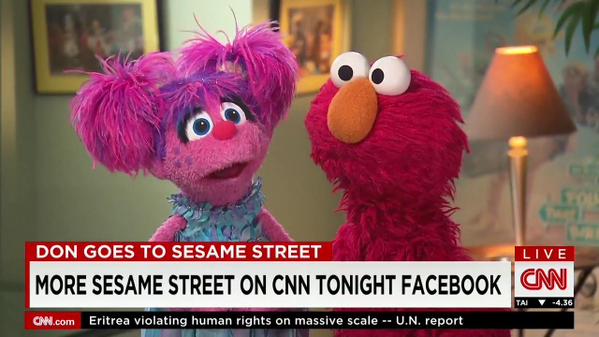 DON GOES TO SESAME STREET
LIVE
MORE SESAME STREET ON CNN TONIGHT FACEBOOK
CNN
TAI ▼ -4.36
CNN.com
Eritrea violating human rights on massive scale -- U.N. report